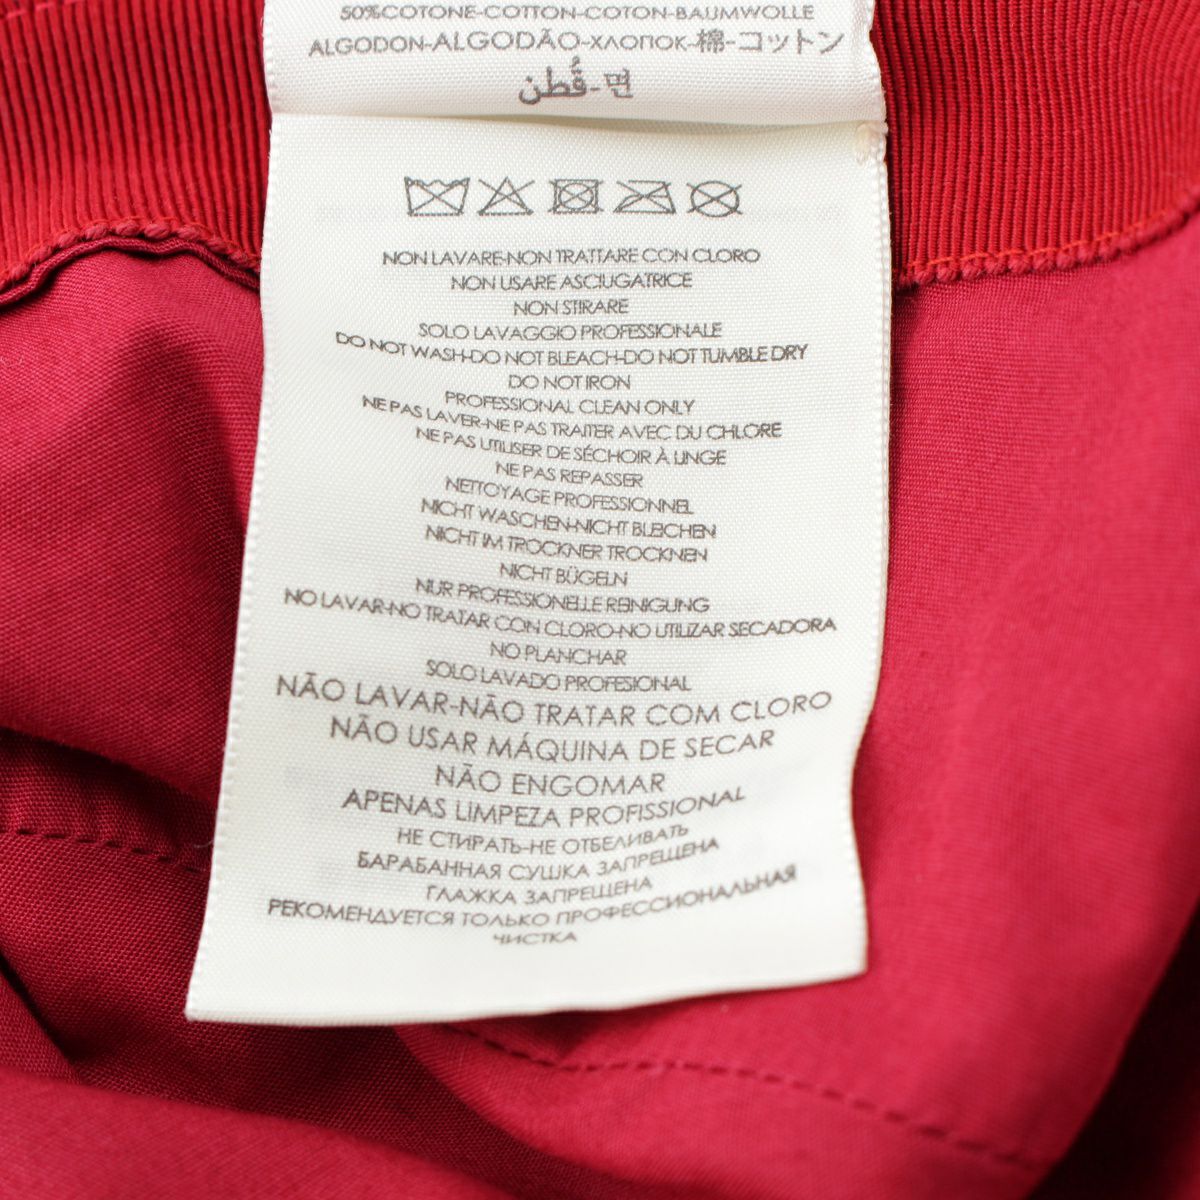 50%COTONE-COTTON-COTON-BAUMWOLLE
ALGODON-ALGODÃO-ХЛОПОК-棉-コットン
قُطن-면
NON LAVARE-NON TRATTARE CON CLORO
NON USARE ASCIUGATRICE
NON STIRARE
SOLO LAVAGGIO PROFESSIONALE
DO NOT WASH-DO NOT BLEACH-DO NOT TUMBLE DRY
DO NOT IRON
PROFESSIONAL CLEAN ONLY
NE PAS LAVER-NE PAS TRAITER AVEC DU CHLORE
NE PAS UTILISER DE SÉCHOIR À LINGE
NE PAS REPASSER
NETTOYAGE PROFESSIONNEL
NICHT WASCHEN-NICHT BLEICHEN
NICHT IM TROCKNER TROCKNEN
NICHT BÜGELN
NUR PROFESSIONELLE REINIGUNG
NO LAVAR-NO TRATAR CON CLORO-NO UTILIZAR SECADORA
NO PLANCHAR
SOLO LAVADO PROFESIONAL
NÃO LAVAR-NÃO TRATAR COM CLORO
NÃO USAR MÁQUINA DE SECAR
NÃO ENGOMAR
APENAS LIMPEZA PROFISSIONAL
НЕ СТИРАТЬ-НЕ ОТБЕЛИВАТЬ
БАРАБАННАЯ СУШКА ЗАПРЕЩЕНА
ГЛАЖКА ЗАПРЕЩЕНА
РЕКОМЕНДУЕТСЯ ТОЛЬКО ПРОФЕССИОНАЛЬНАЯ
ЧИСТКА